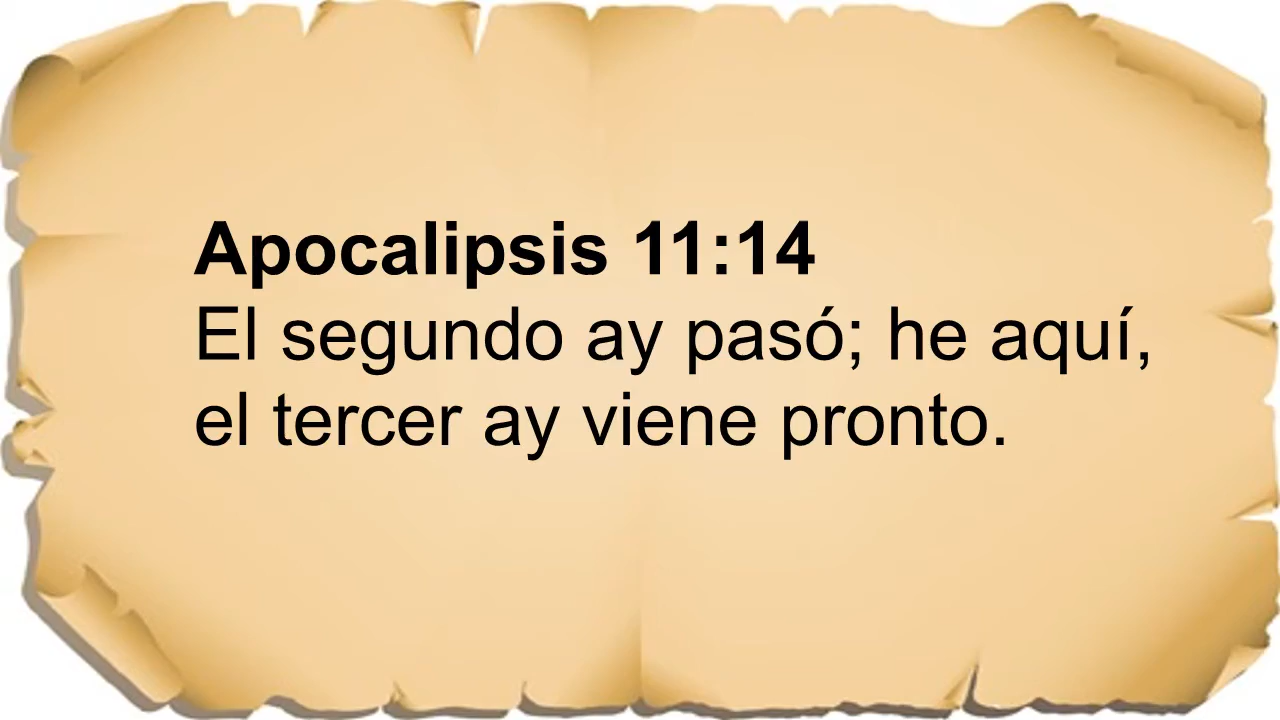 Apocalipsis 11:14
El segundo ay pasó; he aquí,
el tercer ay viene pronto.